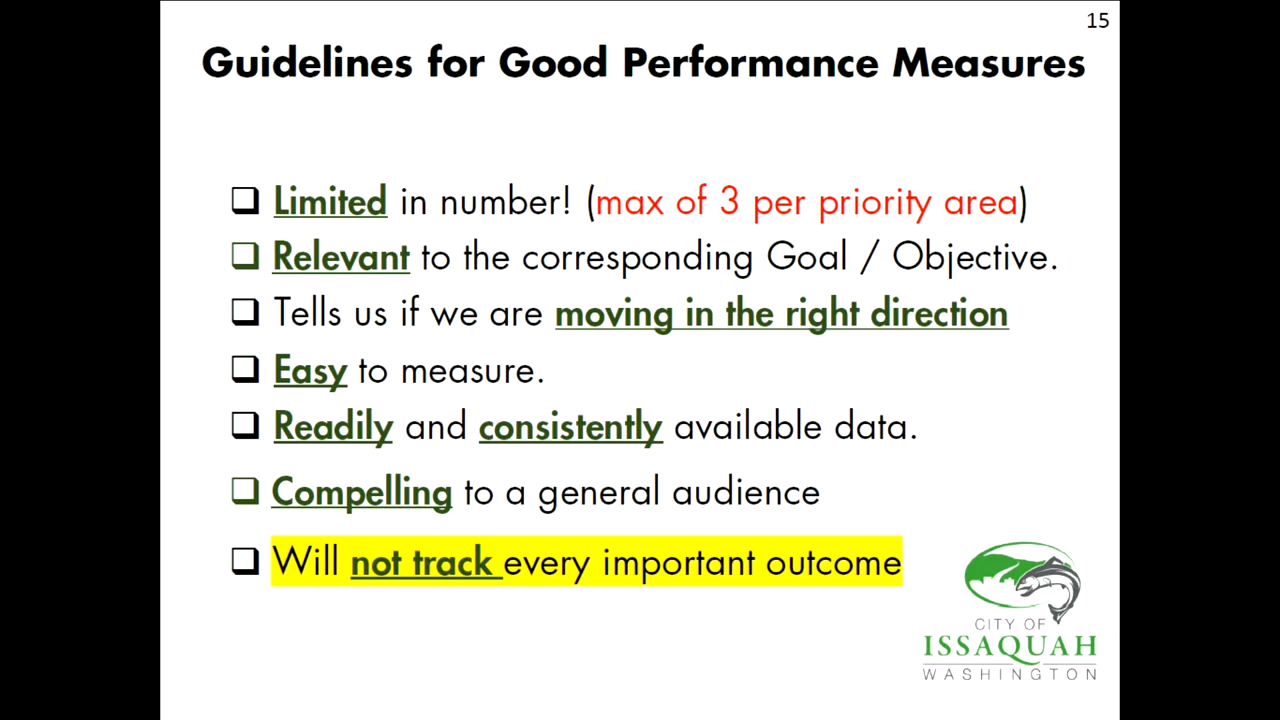 15
Guidelines for Good Performance Measures
Limited in number! (max of 3 per priority area)
Relevant to the corresponding Goal / Objective.
Tells us if we are moving in the right direction
Easy to measure.
Readily and consistently available data.
Compelling to a general audience
Will not track every important outcome
CITY OF
ISSAQUAH
WASHINGTON